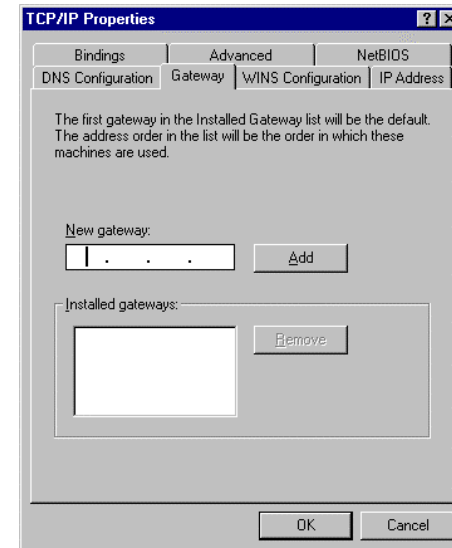 TCP/IP Properties
Bindings Advanced NetBIOS
DNS Configuration Gateway WINS Configuration IP Address
The first gateway in the Installed Gateway list will be the default.
The address order in the list will be the order in which these
machines are used.
New gateway:
. . .
Add
Installed gateways:
Remove
OK Cancel